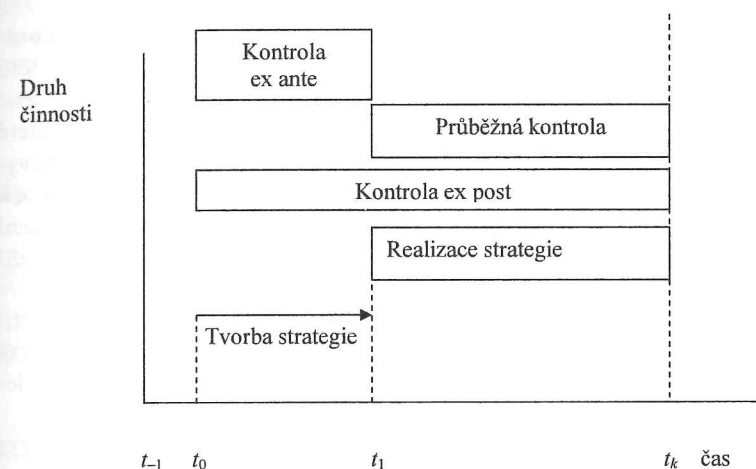 Kontrola
ex ante
Druh
činnosti
Průběžná kontrola
Kontrola ex post
Realizace strategie
Tvorba strategie
t–1 t0 t1 tk čas